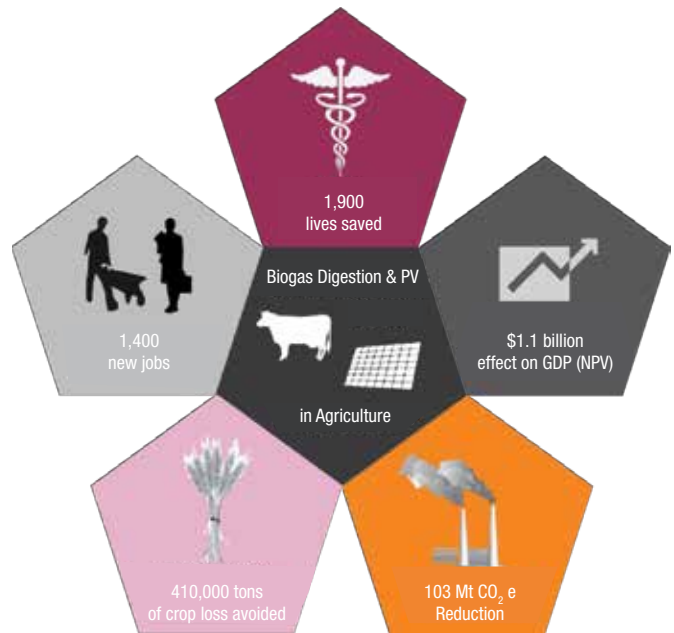 1,900
lives saved
Biogas Digestion & PV
in Agriculture
1,400
new jobs
$1.1 billion
effect on GDP (NPV)
410,000 tons
of crop loss avoided
103 Mt CO₂ e
Reduction